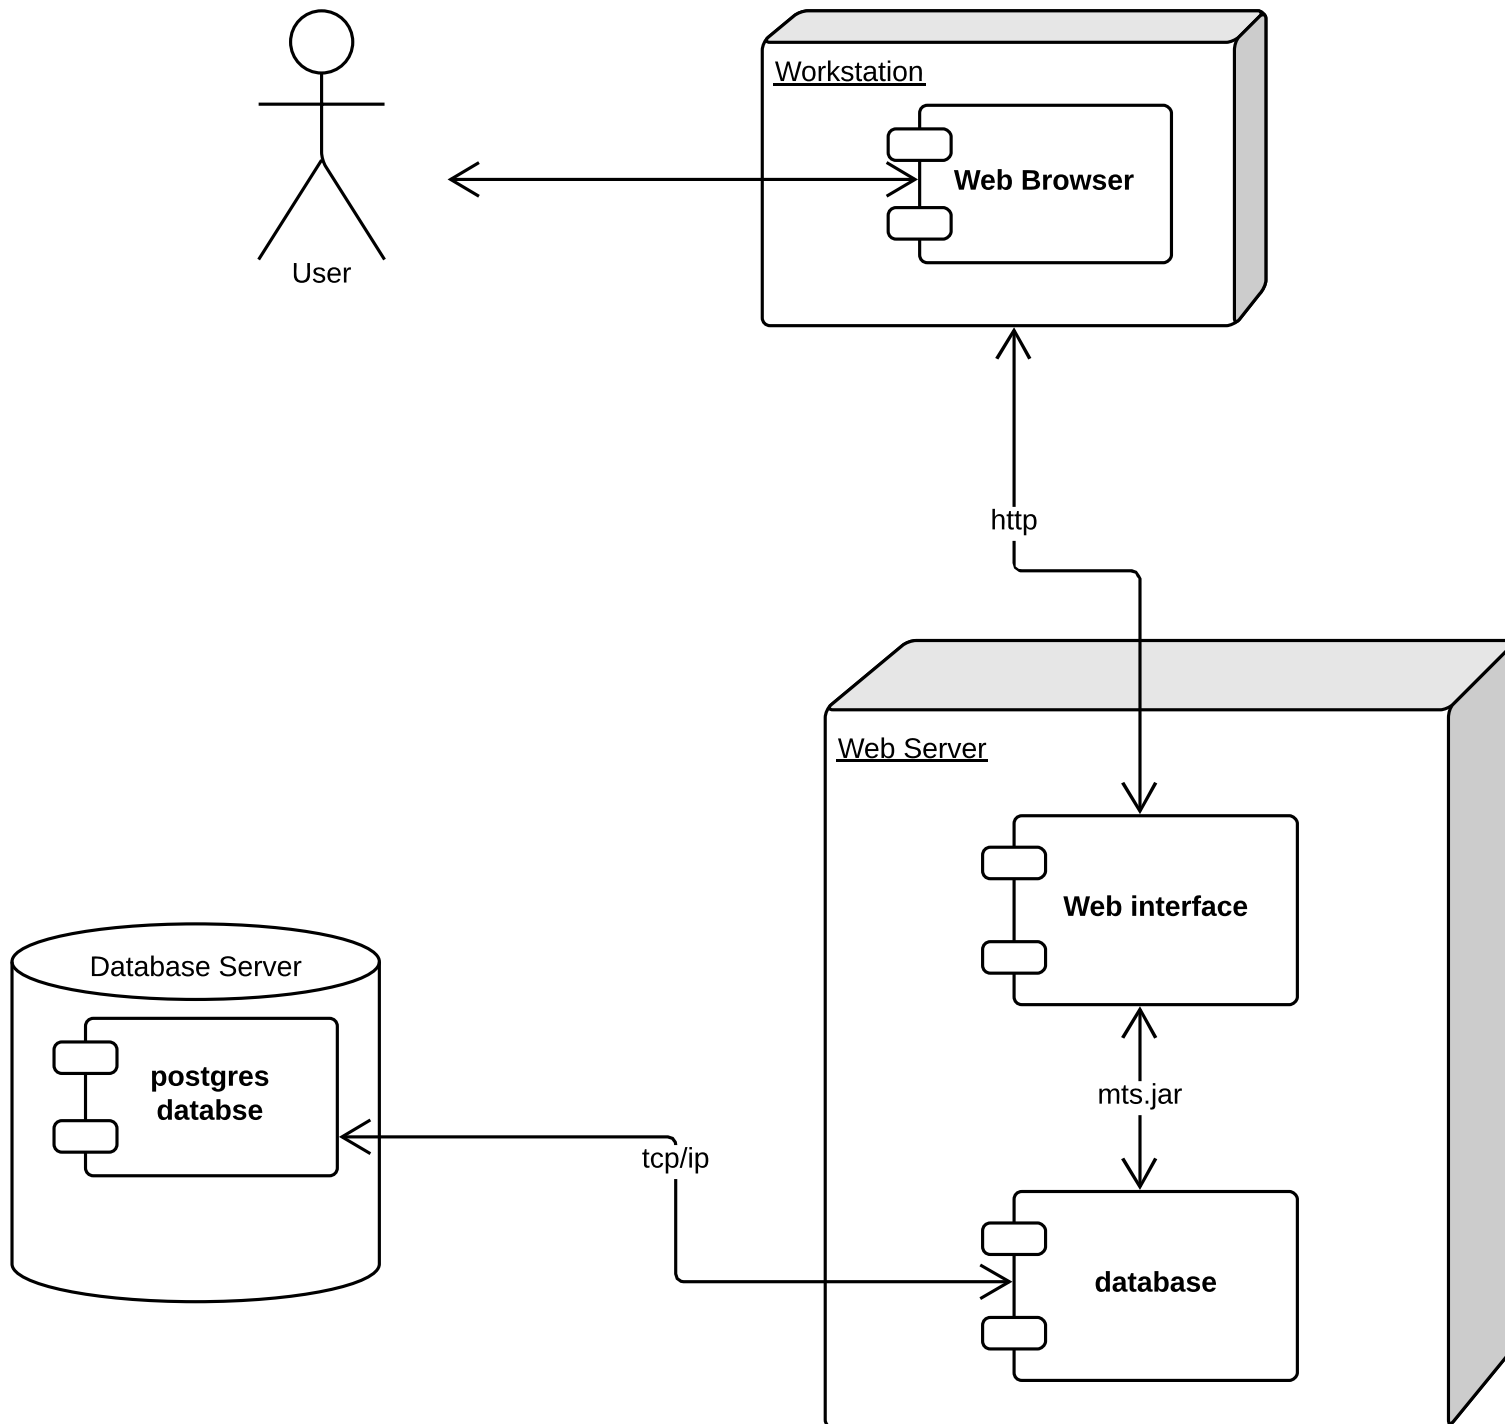 Workstation
Web Browser
User
http
Web Server
Web interface
Database Server
postgres
databse
mts.jar
tcp/ip
database